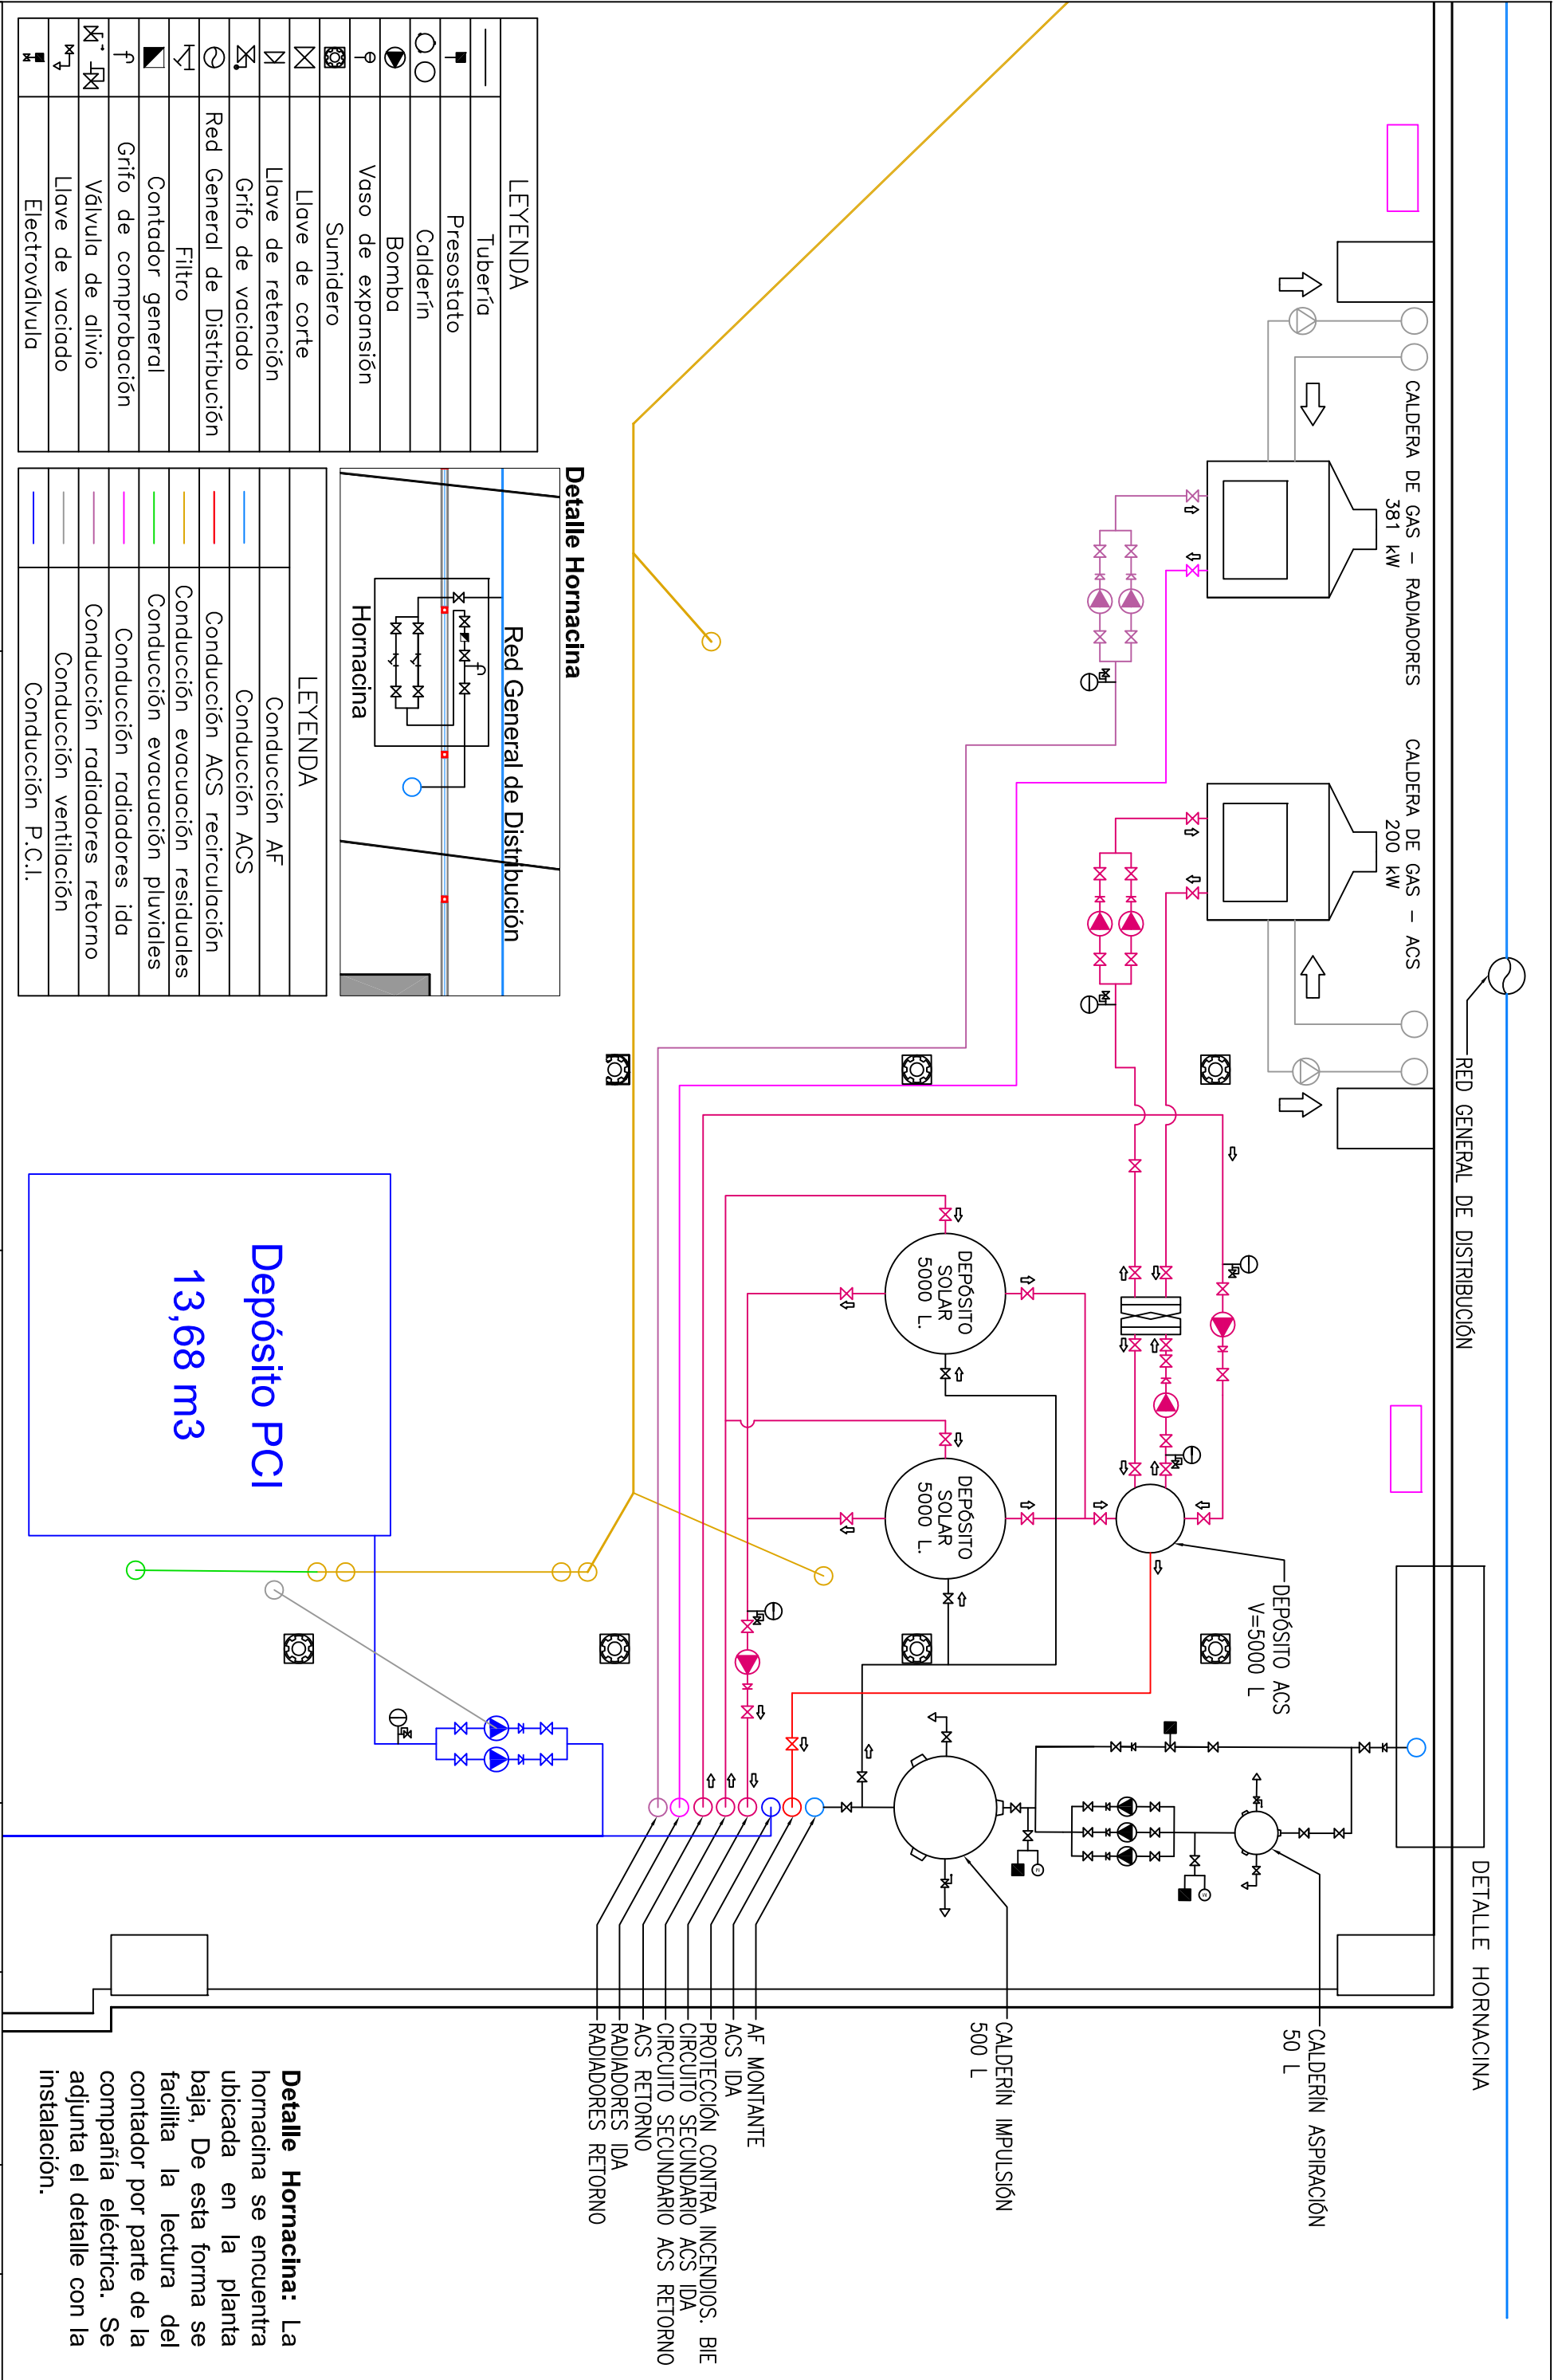 RED GENERAL DE DISTRIBUCIÓN
DETALLE HORNACINA
CALDERA DE GAS - RADIADORES
381 kW
CALDERA DE GAS - ACS
200 kW
DEPÓSITO ACS
V=5000 L
CALDERÍN ASPIRACIÓN
50 L
DEPÓSITO
SOLAR
5000 L.
DEPÓSITO
SOLAR
5000 L.
CALDERÍN IMPULSIÓN
500 L
AF MONTANTE
ACS IDA
PROTECCIÓN CONTRA INCENDIOS. BIE
CIRCUITO SECUNDARIO ACS IDA
CIRCUITO SECUNDARIO ACS RETORNO
ACS RETORNO
RADIADORES IDA
RADIADORES RETORNO
Detalle Hornacina
Red General de Distribución
Hornacina
LEYENDA
Tubería
Presostato
Calderín
Bomba
Vaso de expansión
Sumidero
Llave de corte
Llave de retención
Grifo de vaciado
Red General de Distribución
Filtro
Contador general
Grifo de comprobación
Válvula de alivio
Llave de vaciado
Electroválvula
LEYENDA
Conducción AF
Conducción ACS
Conducción ACS recirculación
Conducción evacuación residuales
Conducción evacuación pluviales
Conducción radiadores ida
Conducción radiadores retorno
Conducción ventilación
Conducción P.C.I.
Depósito PCI
13,68 m3
Detalle Hornacina: La
hornacina se encuentra
ubicada en la planta
baja, De esta forma se
facilita la lectura del
contador por parte de la
compañía eléctrica. Se
adjunta el detalle con la
instalación.